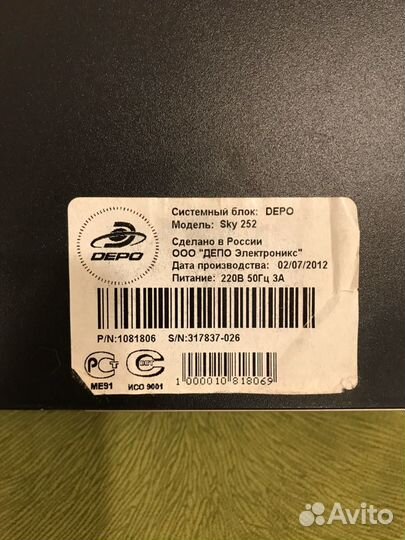 DEPO
Системный блок: DEPO
Модель: Sky 252
Сделано в России
ООО "ДЕПО Электроникс"
Дата производства: 02/07/2012
Питание: 220В 50Гц 3А
P/N:1081806 S/N:317837-026
МЕ91
ИСО 9001
1 000010 818069
Avito